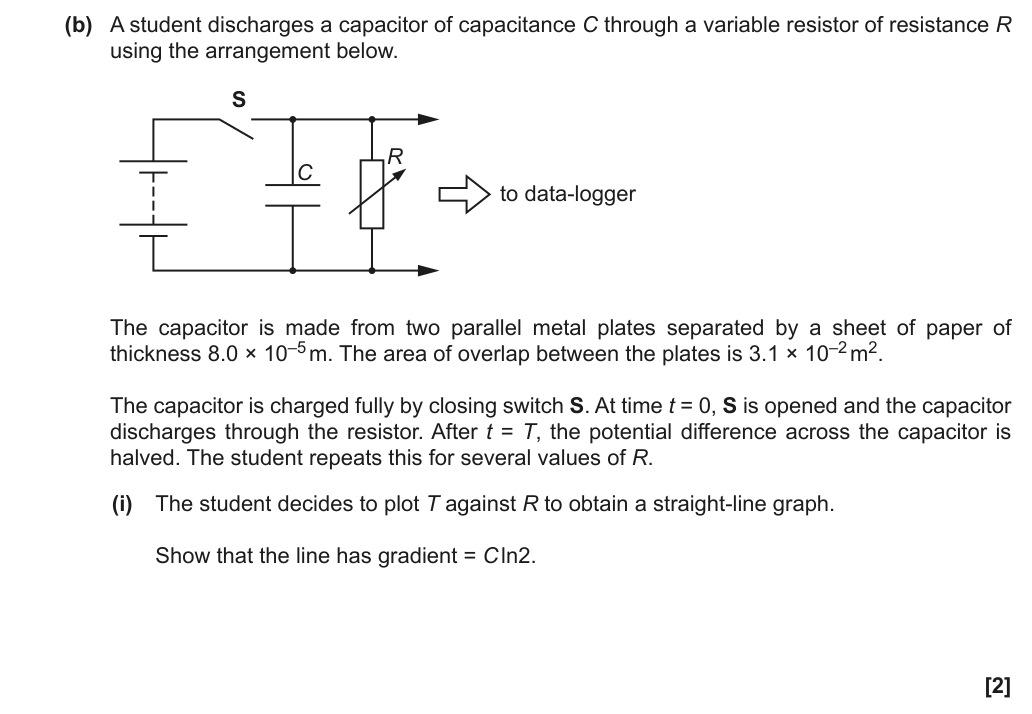 (b) A student discharges a capacitor of capacitance C through a variable resistor of resistance R
using the arrangement below.
S
R
C
to data-logger
The capacitor is made from two parallel metal plates separated by a sheet of paper of
thickness 8.0 × 10⁻⁵ m. The area of overlap between the plates is 3.1 × 10⁻² m².
The capacitor is charged fully by closing switch S. At time t = 0, S is opened and the capacitor
discharges through the resistor. After t = T, the potential difference across the capacitor is
halved. The student repeats this for several values of R.
(i) The student decides to plot T against R to obtain a straight-line graph.
Show that the line has gradient = Cln2.
[2]